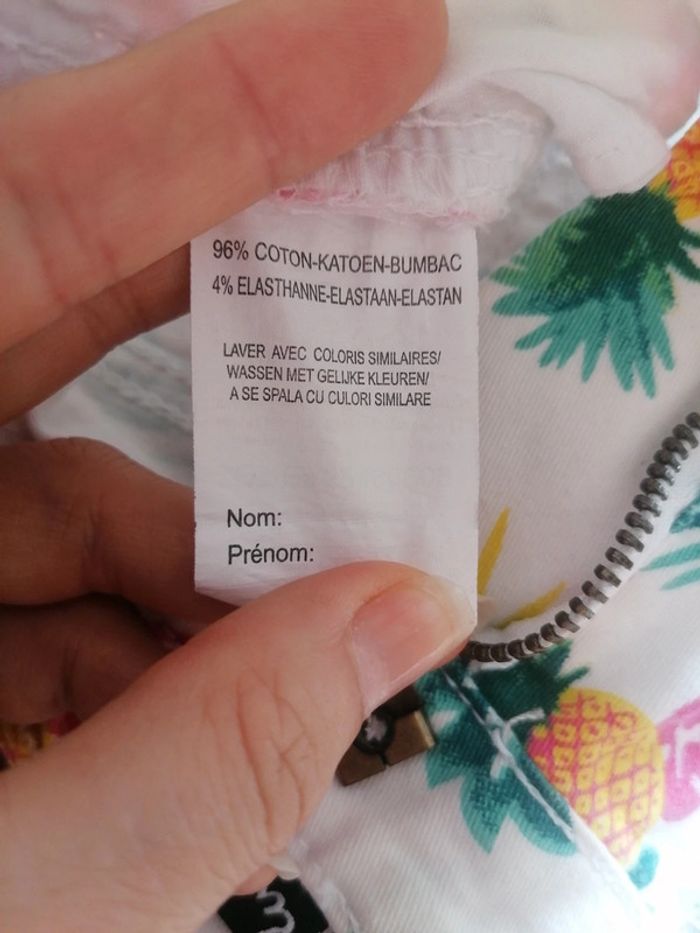 96% COTON-KATOEN-BUMBAC
4% ELASTHANNE-ELASTAAN-ELASTAN
LAVER AVEC COLORIS SIMILAIRES/
WASSEN MET GELIJKE KLEUREN/
A SE SPALA CU CULORI SIMILARE
Nom:
Prénom:
3